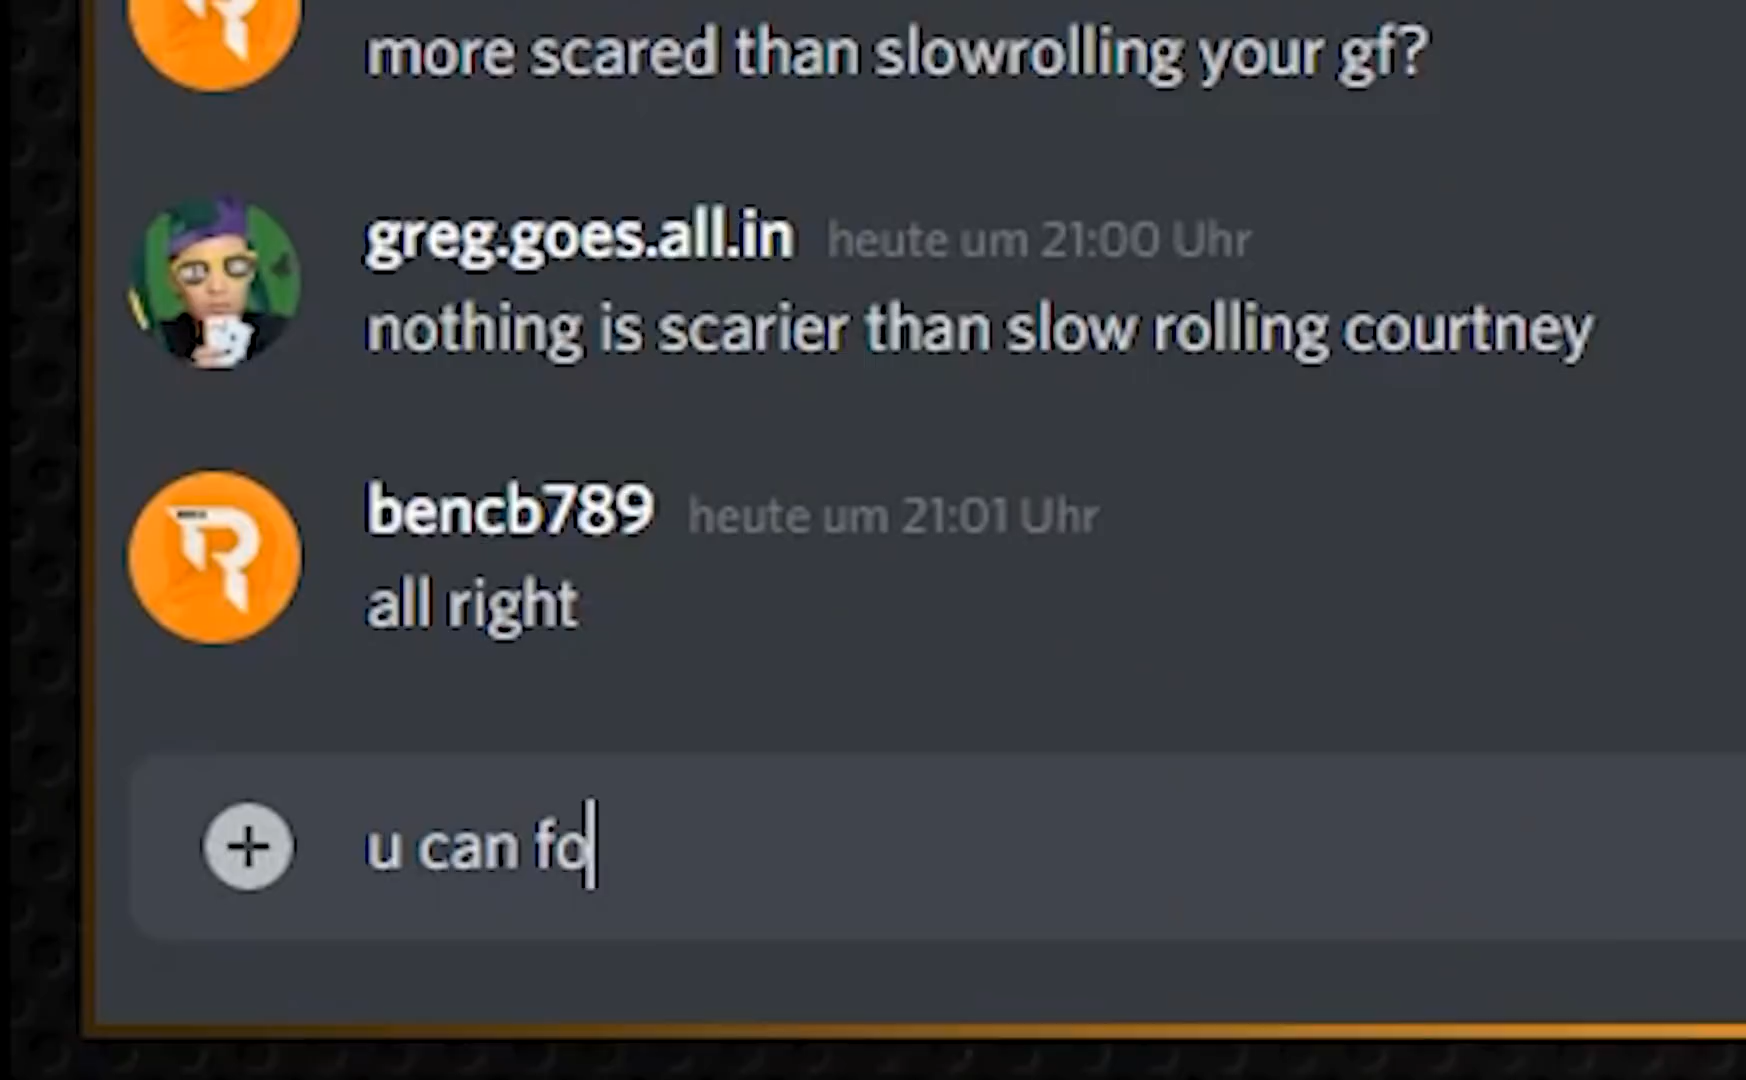 more scared than slowrolling your gf?
greg.goes.all.in heute um 21:00 Uhr
nothing is scarier than slow rolling courtney
bencb789 heute um 21:01 Uhr
all right
u can fo